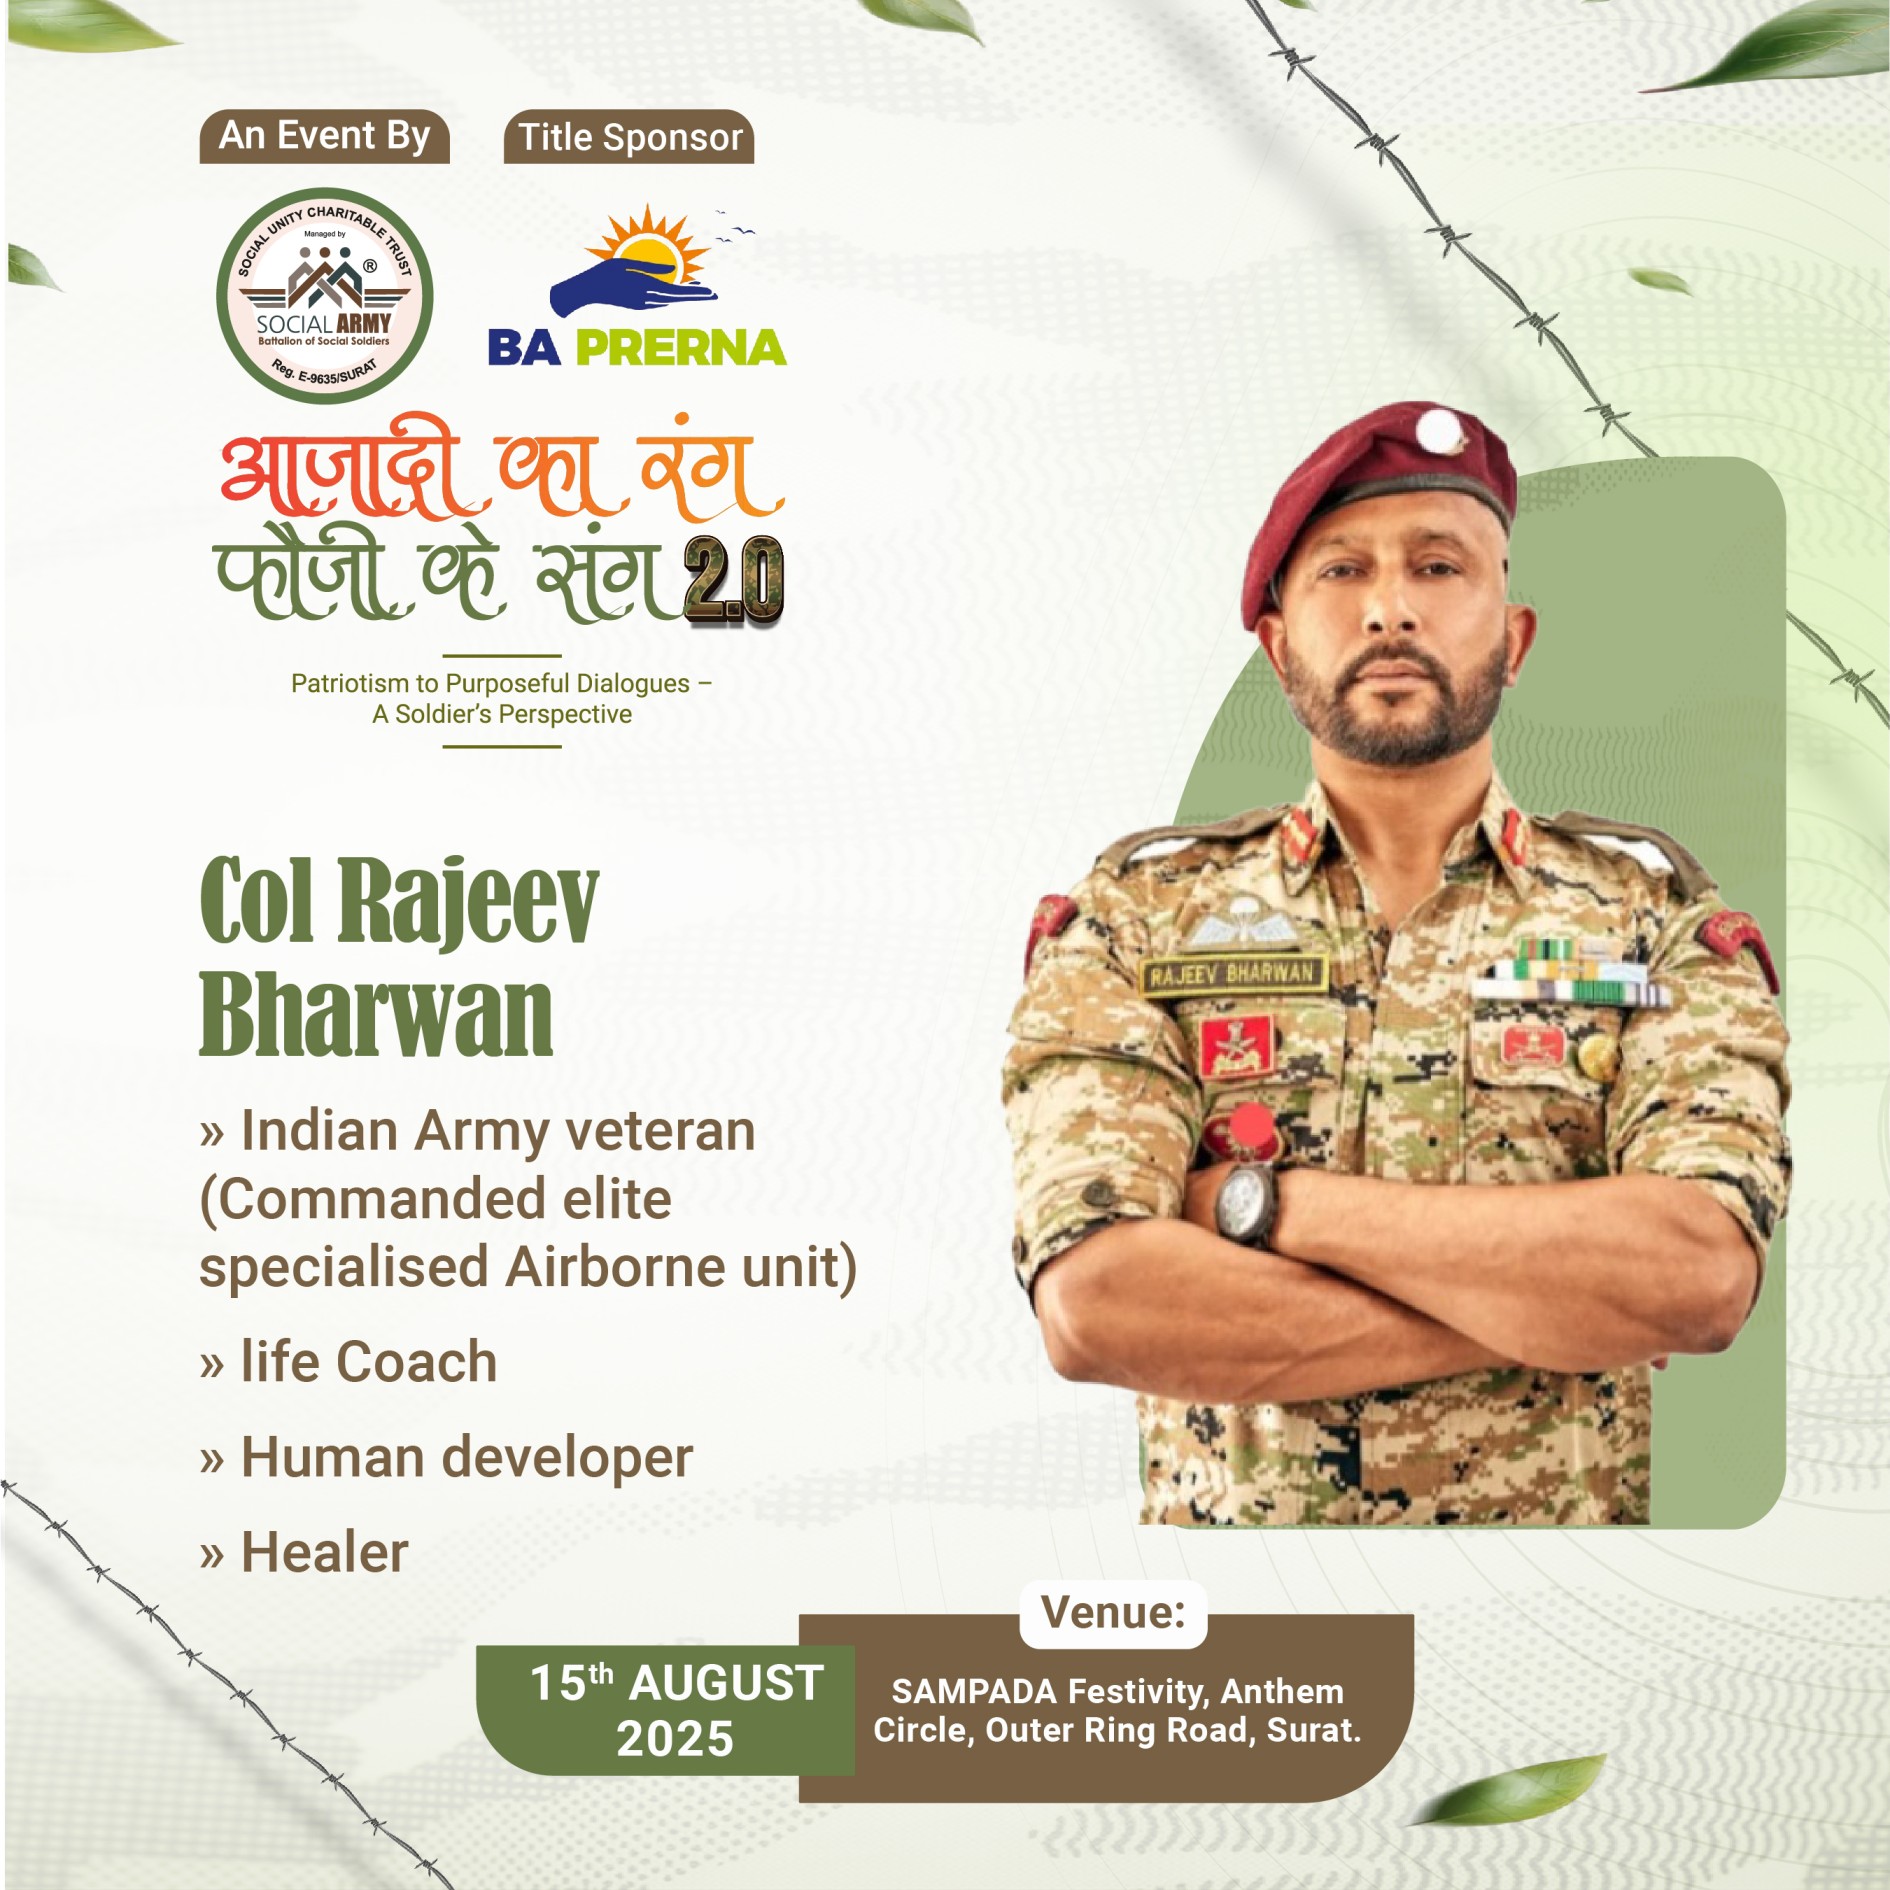 An Event By
Title Sponsor
SOCIAL UNITY CHARITABLE TRUST
Managed by
®
SOCIAL ARMY
Battalion of Social Soldiers
Reg. E-9635/SURAT
BA PRERNA
आज़ादी का रंग
फौजी के संग 2.0
Patriotism to Purposeful Dialogues –
A Soldier's Perspective
Col Rajeev
Bharwan
» Indian Army veteran
(Commanded elite
specialised Airborne unit)
» life Coach
» Human developer
» Healer
RAJEEV BHARWAN
Venue:
15th AUGUST
2025
SAMPADA Festivity, Anthem
Circle, Outer Ring Road, Surat.